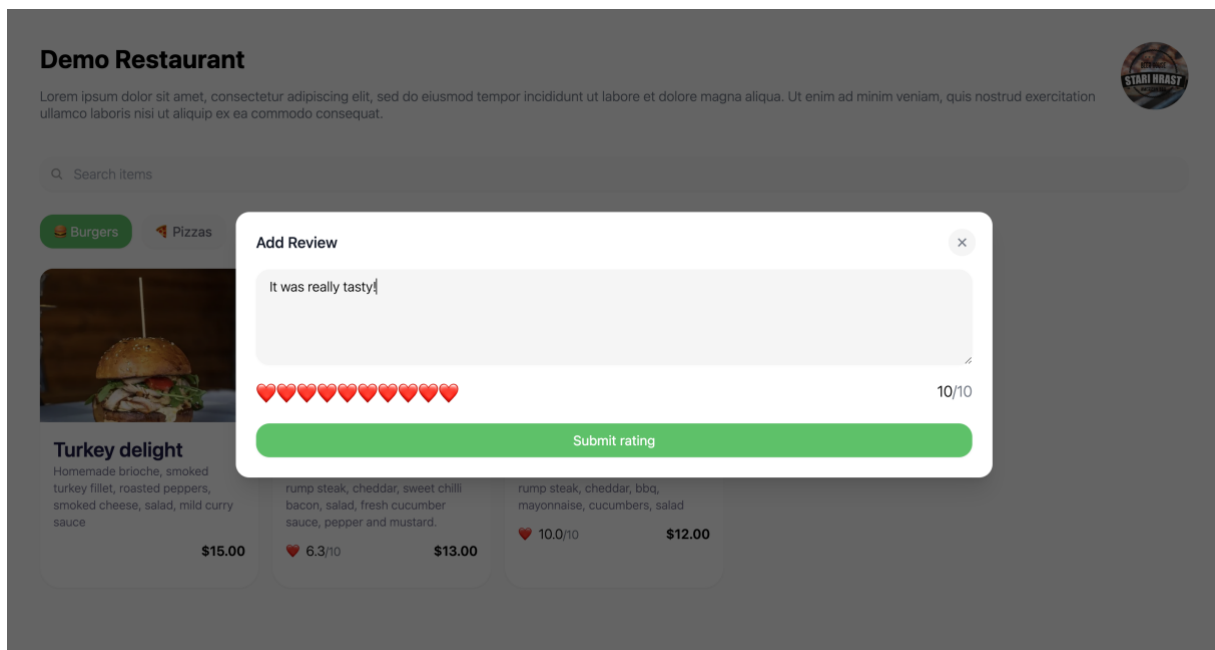 Demo Restaurant
Lorem ipsum dolor sit amet, consectetur adipiscing elit, sed do eiusmod tempor incididunt ut labore et dolore magna aliqua. Ut enim ad minim veniam, quis nostrud exercitation
ullamco laboris nisi ut aliquip ex ea commodo consequat.
STARI HRAST
Search items
Burgers
Pizzas
Add Review
It was really tasty!
10/10
Submit rating
Turkey delight
Homemade brioche, smoked
turkey fillet, roasted peppers,
smoked cheese, salad, mild curry
sauce
$15.00
rump steak, cheddar, sweet chilli
bacon, salad, fresh cucumber
sauce, pepper and mustard.
6.3/10
$13.00
rump steak, cheddar, bbq,
mayonnaise, cucumbers, salad
10.0/10
$12.00